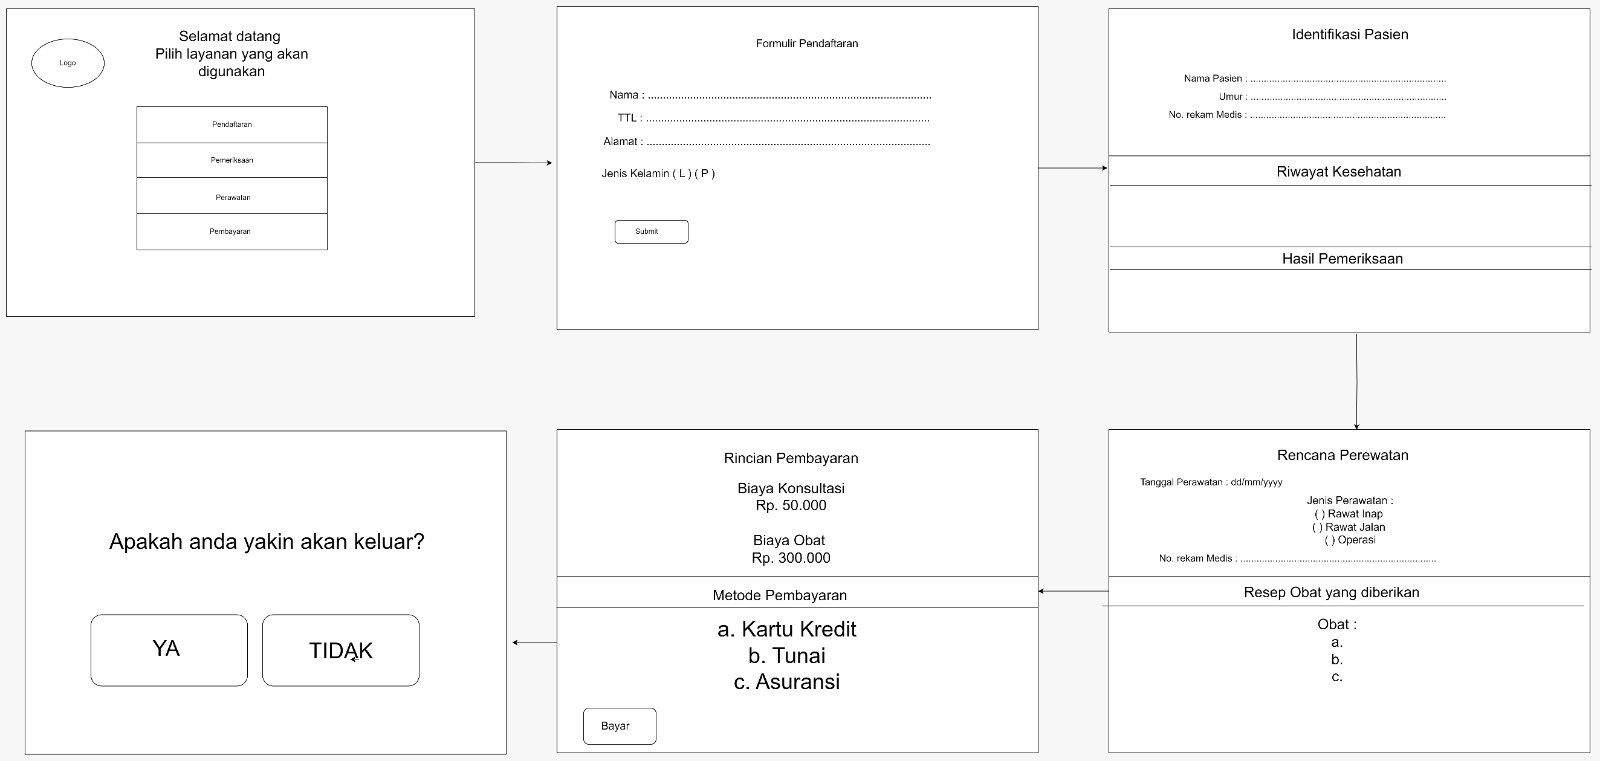 Logo
Selamat datang
Pilih layanan yang akan
digunakan
Pendaftaran
Pemeriksaan
Perawatan
Pembayaran
Formulir Pendaftaran
Nama : ..............................................................................................
TTL : ..............................................................................................
Alamat : ..............................................................................................
Jenis Kelamin ( L ) ( P )
Submit
Identifikasi Pasien
Nama Pasien : ...........................................................................
Umur : ...........................................................................
No. rekam Medis : ...........................................................................
Riwayat Kesehatan
Hasil Pemeriksaan
Rencana Perewatan
Tanggal Perawatan : dd/mm/yyyy
Jenis Perawatan :
( ) Rawat Inap
( ) Rawat Jalan
( ) Operasi
No. rekam Medis : ...........................................................................
Resep Obat yang diberikan
Obat :
a.
b.
c.
Rincian Pembayaran
Biaya Konsultasi
Rp. 50.000
Biaya Obat
Rp. 300.000
Metode Pembayaran
a. Kartu Kredit
b. Tunai
c. Asuransi
Bayar
Apakah anda yakin akan keluar?
YA
TIDAK